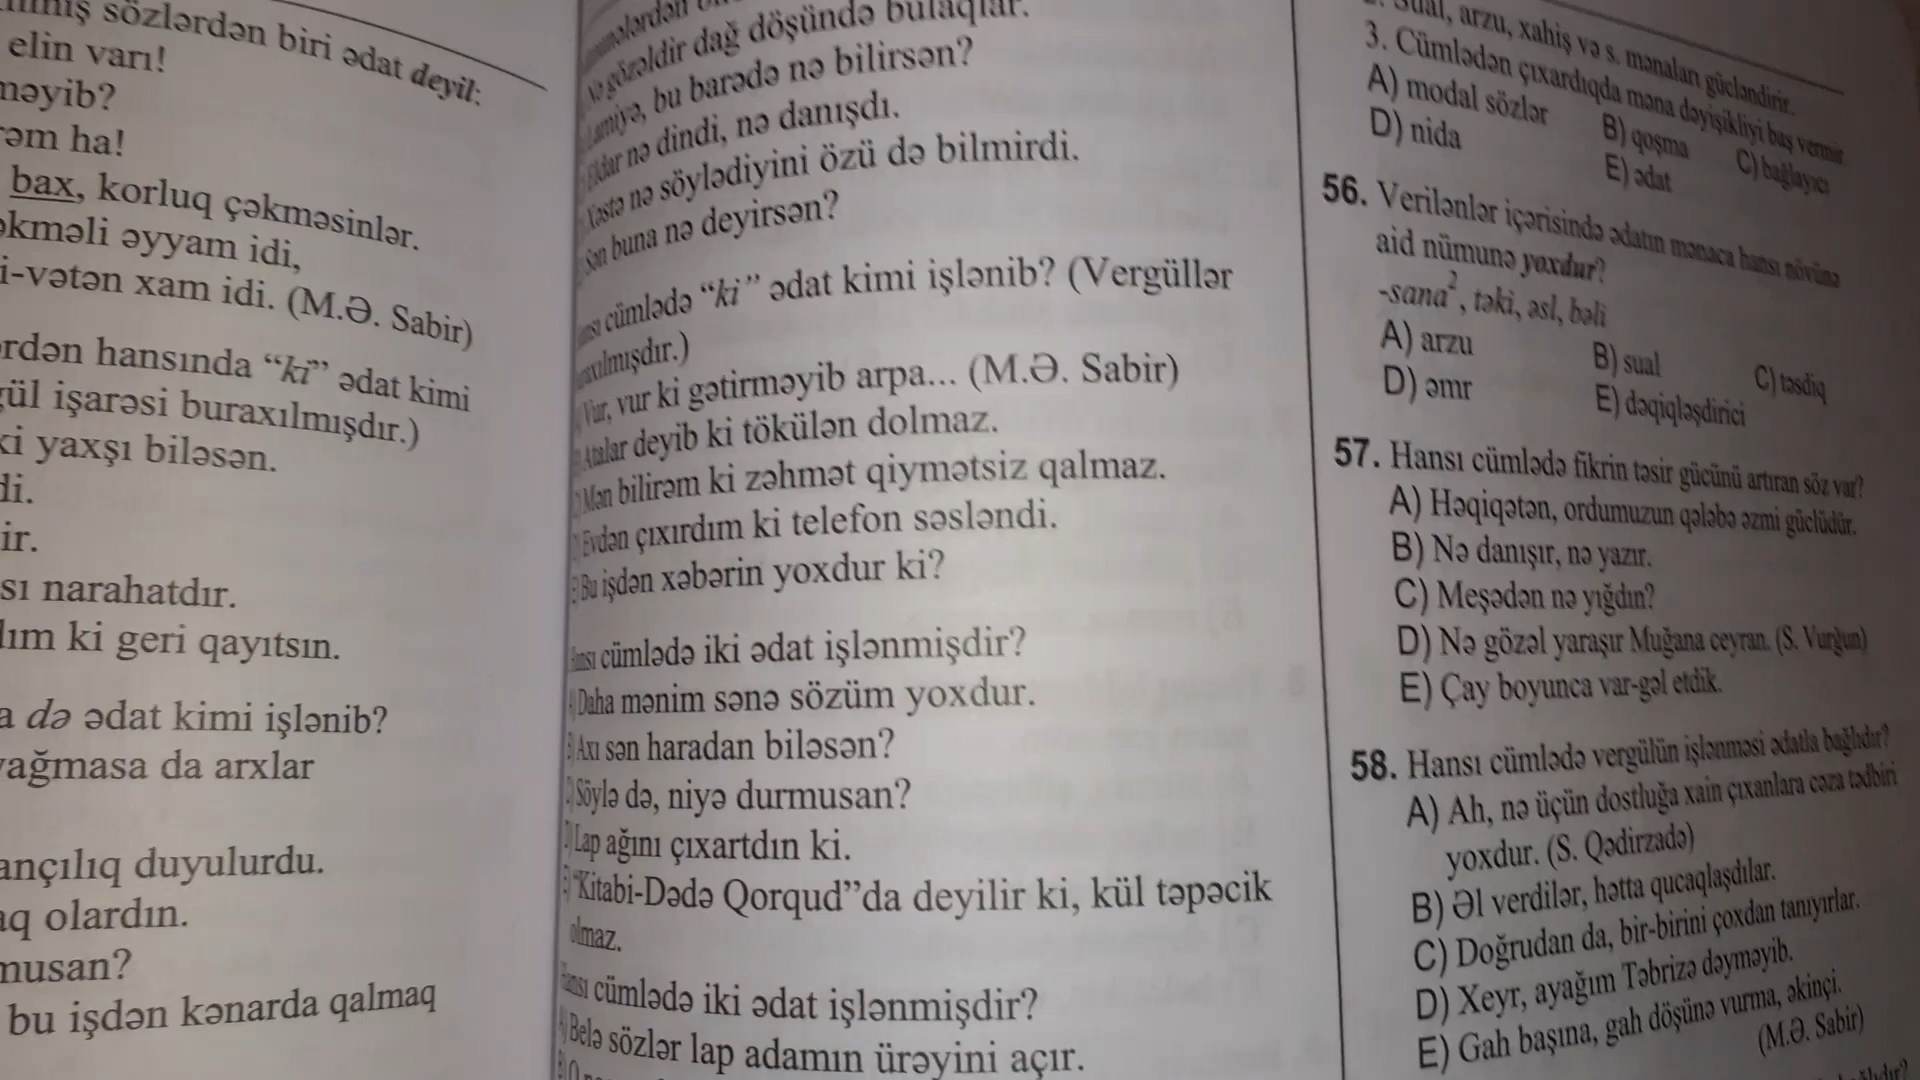 sözlərdən biri ədat deyil:
elin varı!
məyib?
əm ha!
bax, korluq çəkməsinlər.
əkməli əyyam idi,
i-vətən xam idi. (M.Ə. Sabir)
rdən hansında “ki” ədat kimi
gül işarəsi buraxılmışdır.)
ki yaxşı biləsən.
di.
ir.
sı narahatdır.
lım ki geri qayıtsın.
a də ədat kimi işlənib?
yağmasa da arxlar
ançılıq duyulurdu.
aq olardın.
musan?
bu işdən kənarda qalmaq
Nə gözəldir dağ döşündə bulaqlar.
Lamiyə, bu barədə nə bilirsən?
Eldar nə dindi, nə danışdı.
Xəstə nə söylədiyini özü də bilmirdi.
Sən buna nə deyirsən?
cümlədə “ki” ədat kimi işlənib? (Vergüllər
buraxılmışdır.)
Vur, vur ki gətirməyib arpa... (M.Ə. Sabir)
Atalar deyib ki tökülən dolmaz.
Mən bilirəm ki zəhmət qiymətsiz qalmaz.
Evdən çıxırdım ki telefon səsləndi.
Bu işdən xəbərin yoxdur ki?
cümlədə iki ədat işlənmişdir?
Daha mənim sənə sözüm yoxdur.
Axı sən haradan biləsən?
Söylə də, niyə durmusan?
Lap ağını çıxartdın ki.
“Kitabi-Dədə Qorqud”da deyilir ki, kül təpəcik
olmaz.
cümlədə iki ədat işlənmişdir?
Belə sözlər lap adamın ürəyini açır.
2. Sual, arzu, xahiş və s. mənaları gücləndirir.
3. Cümlədən çıxardıqda məna dəyişikliyi baş vermir.
A) modal sözlər B) qoşma C) bağlayıcı
D) nida E) ədat
56. Verilənlər içərisində ədatın mənaca hansı növünə
aid nümunə yoxdur?
-sana², təki, əsl, bəli
A) arzu B) sual C) təsdiq
D) əmr E) dəqiqləşdirici
57. Hansı cümlədə fikrin təsir gücünü artıran söz var?
A) Həqiqətən, ordumuzun qələbə əzmi güclüdür.
B) Nə danışır, nə yazır.
C) Meşədən nə yığdın?
D) Nə gözəl yaraşır Muğana ceyran. (S. Vurğun)
E) Çay boyunca var-gəl etdik.
58. Hansı cümlədə vergülün işlənməsi ədatla bağlıdır?
A) Ah, nə üçün dostluğa xain çıxanlara cəza tədbiri
yoxdur. (S. Qədirzadə)
B) Əl verdilər, hətta qucaqlaşdılar.
C) Doğrudan da, bir-birini çoxdan tanıyırlar.
D) Xeyr, ayağım Təbrizə dəyməyib.
E) Gah başına, gah döşünə vurma, əkinçi.
(M.Ə. Sabir)